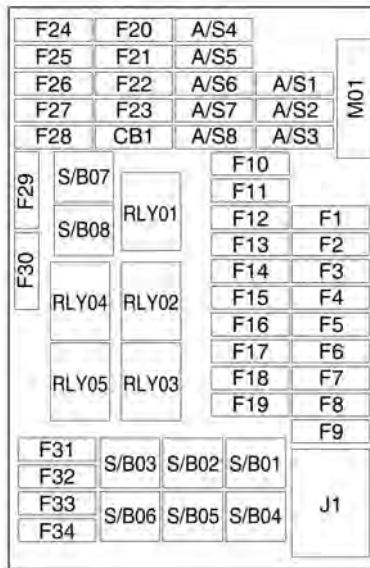 F24 F20 A/S4
F25 F21 A/S5
F26 F22 A/S6 A/S1
F27 F23 A/S7 A/S2
F28 CB1 A/S8 A/S3
M01
F29
F30
S/B07
S/B08
RLY01
RLY04 RLY02
RLY05 RLY03
F10
F11
F12 F1
F13 F2
F14 F3
F15 F4
F16 F5
F17 F6
F18 F7
F19 F8
F9
F31
F32
F33
F34
S/B03 S/B02 S/B01
S/B06 S/B05 S/B04
J1